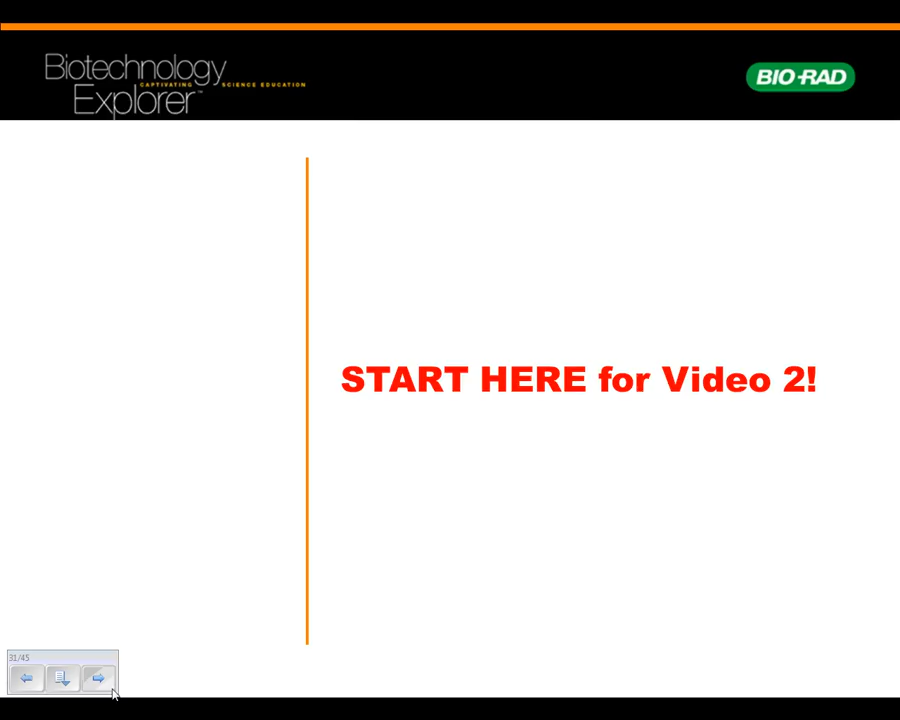 Biotechnology
CAPTIVATING SCIENCE EDUCATION
Explorer™
BIO-RAD
START HERE for Video 2!
31/45